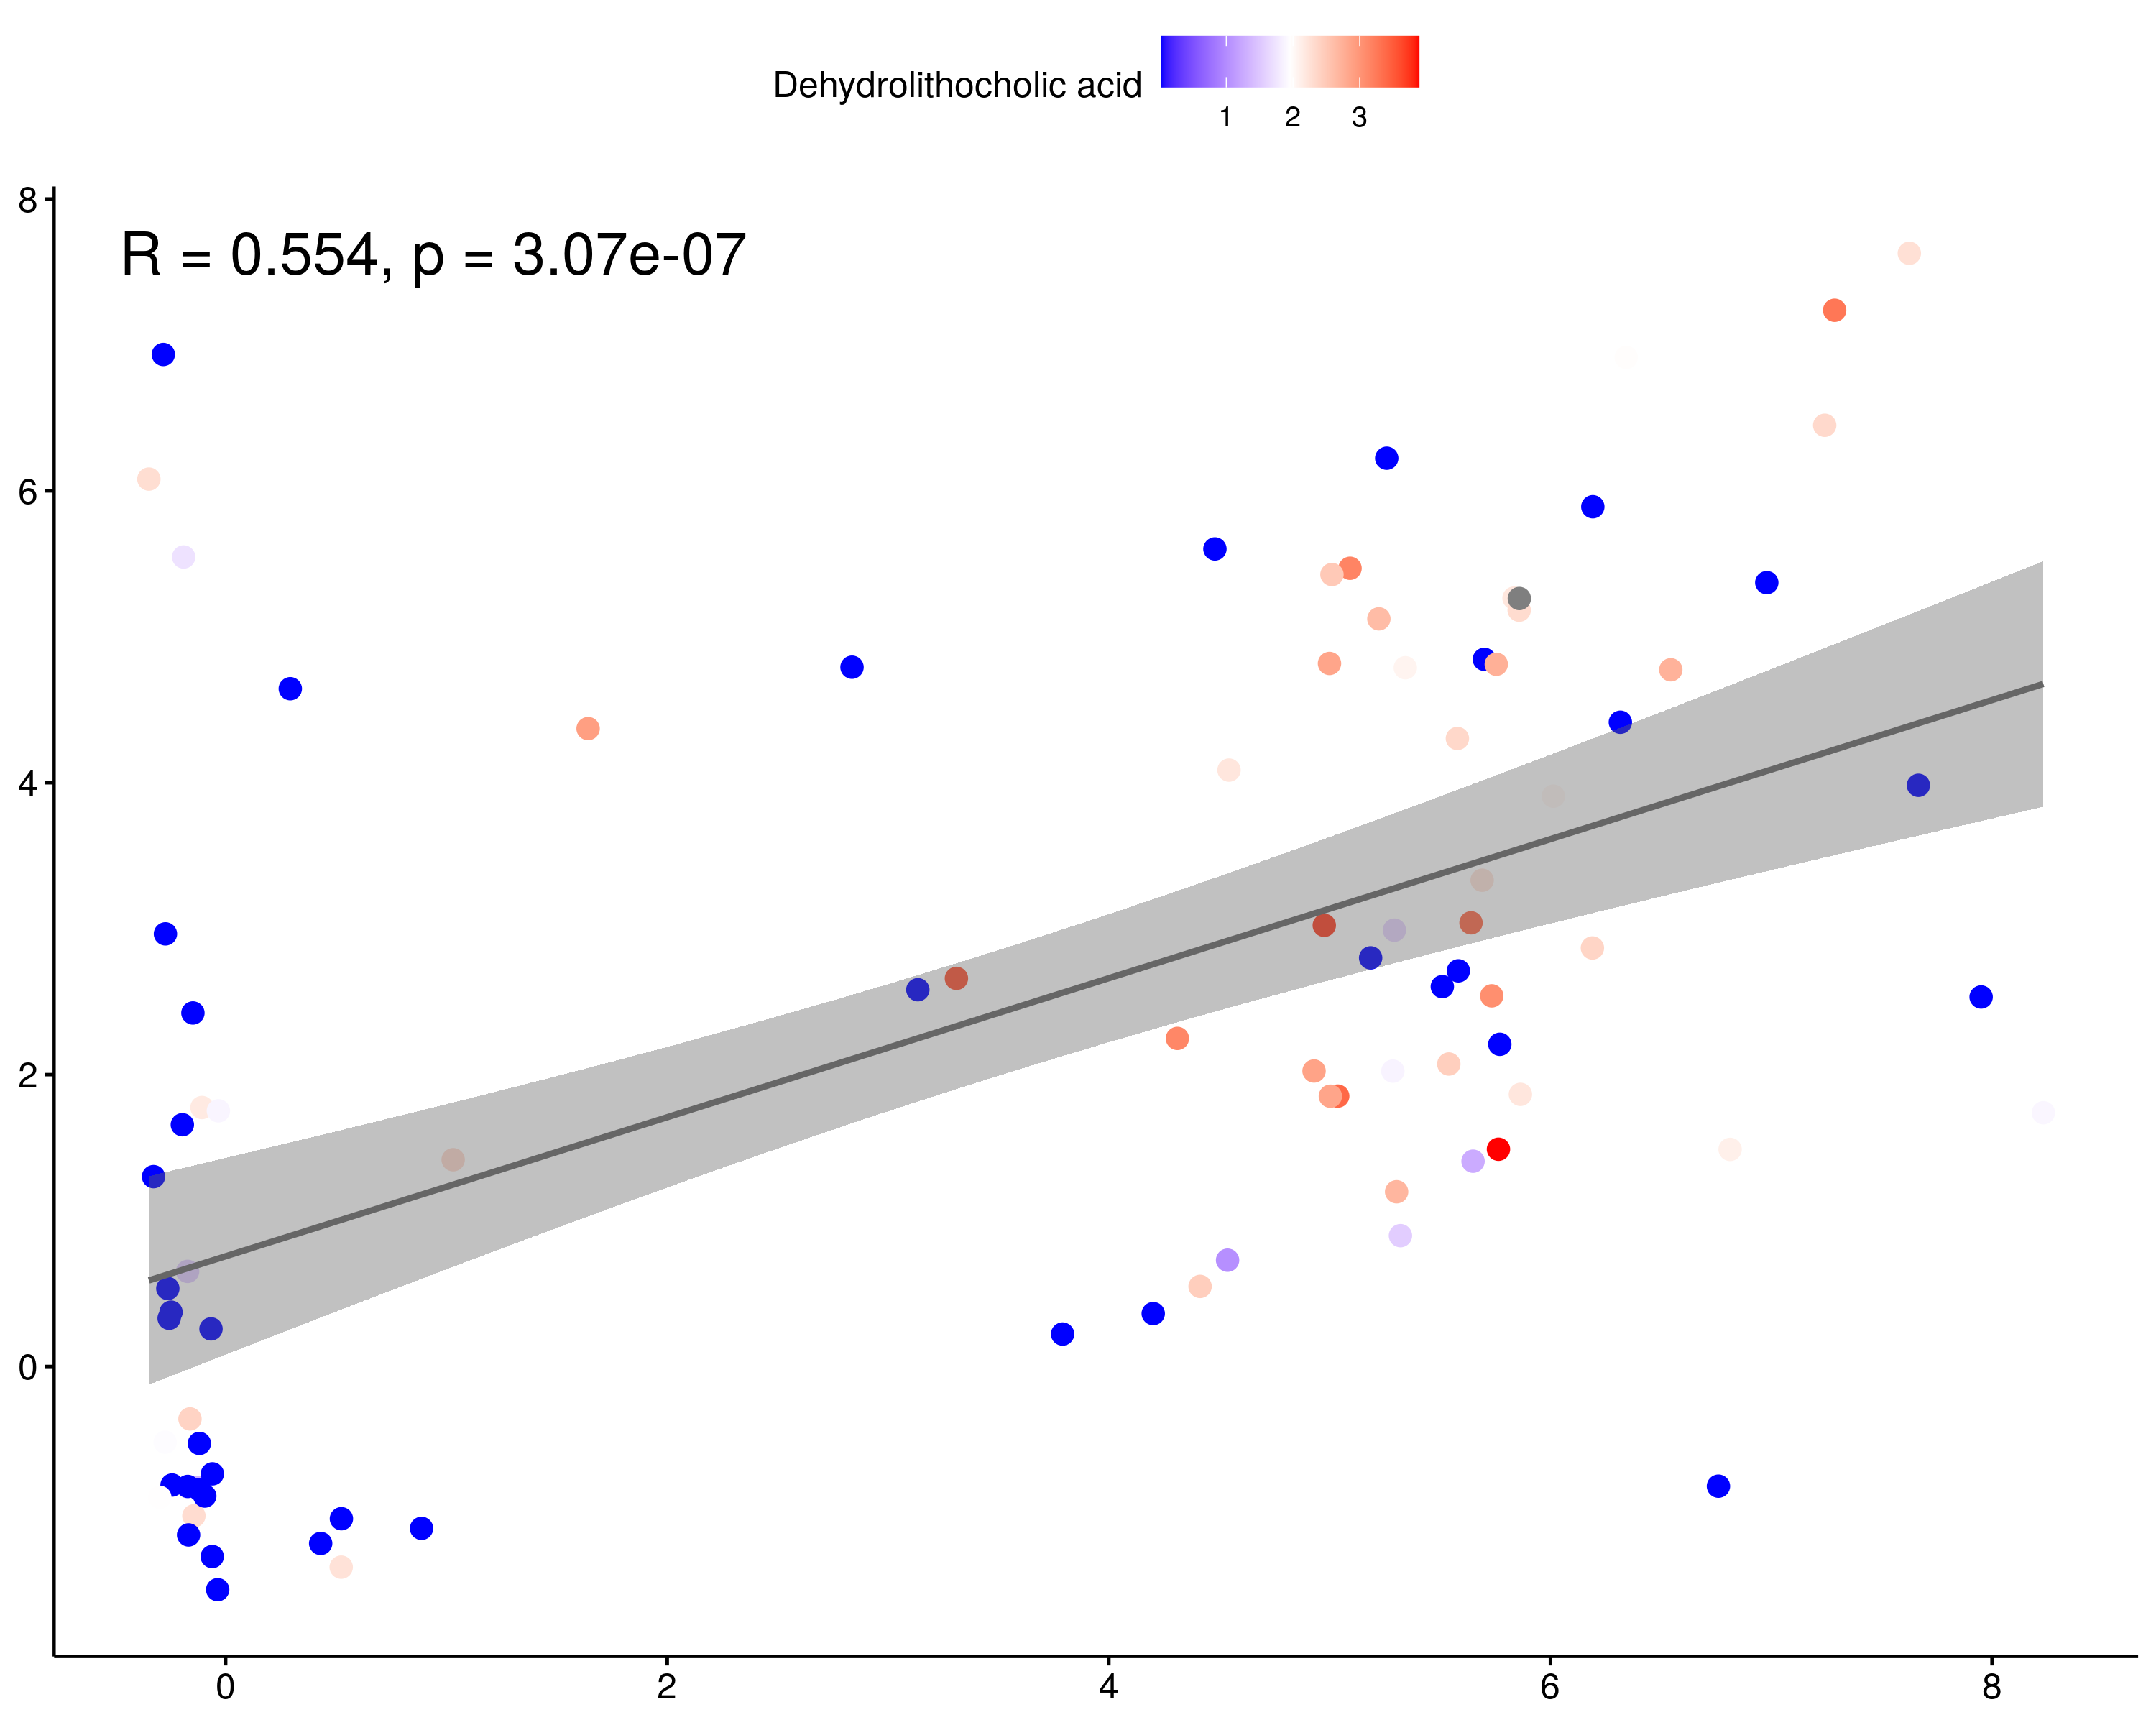 Dehydrolithocholic acid
1 2 3
R = 0.554, p = 3.07e-07
8
6
4
2
0
0 2 4 6 8